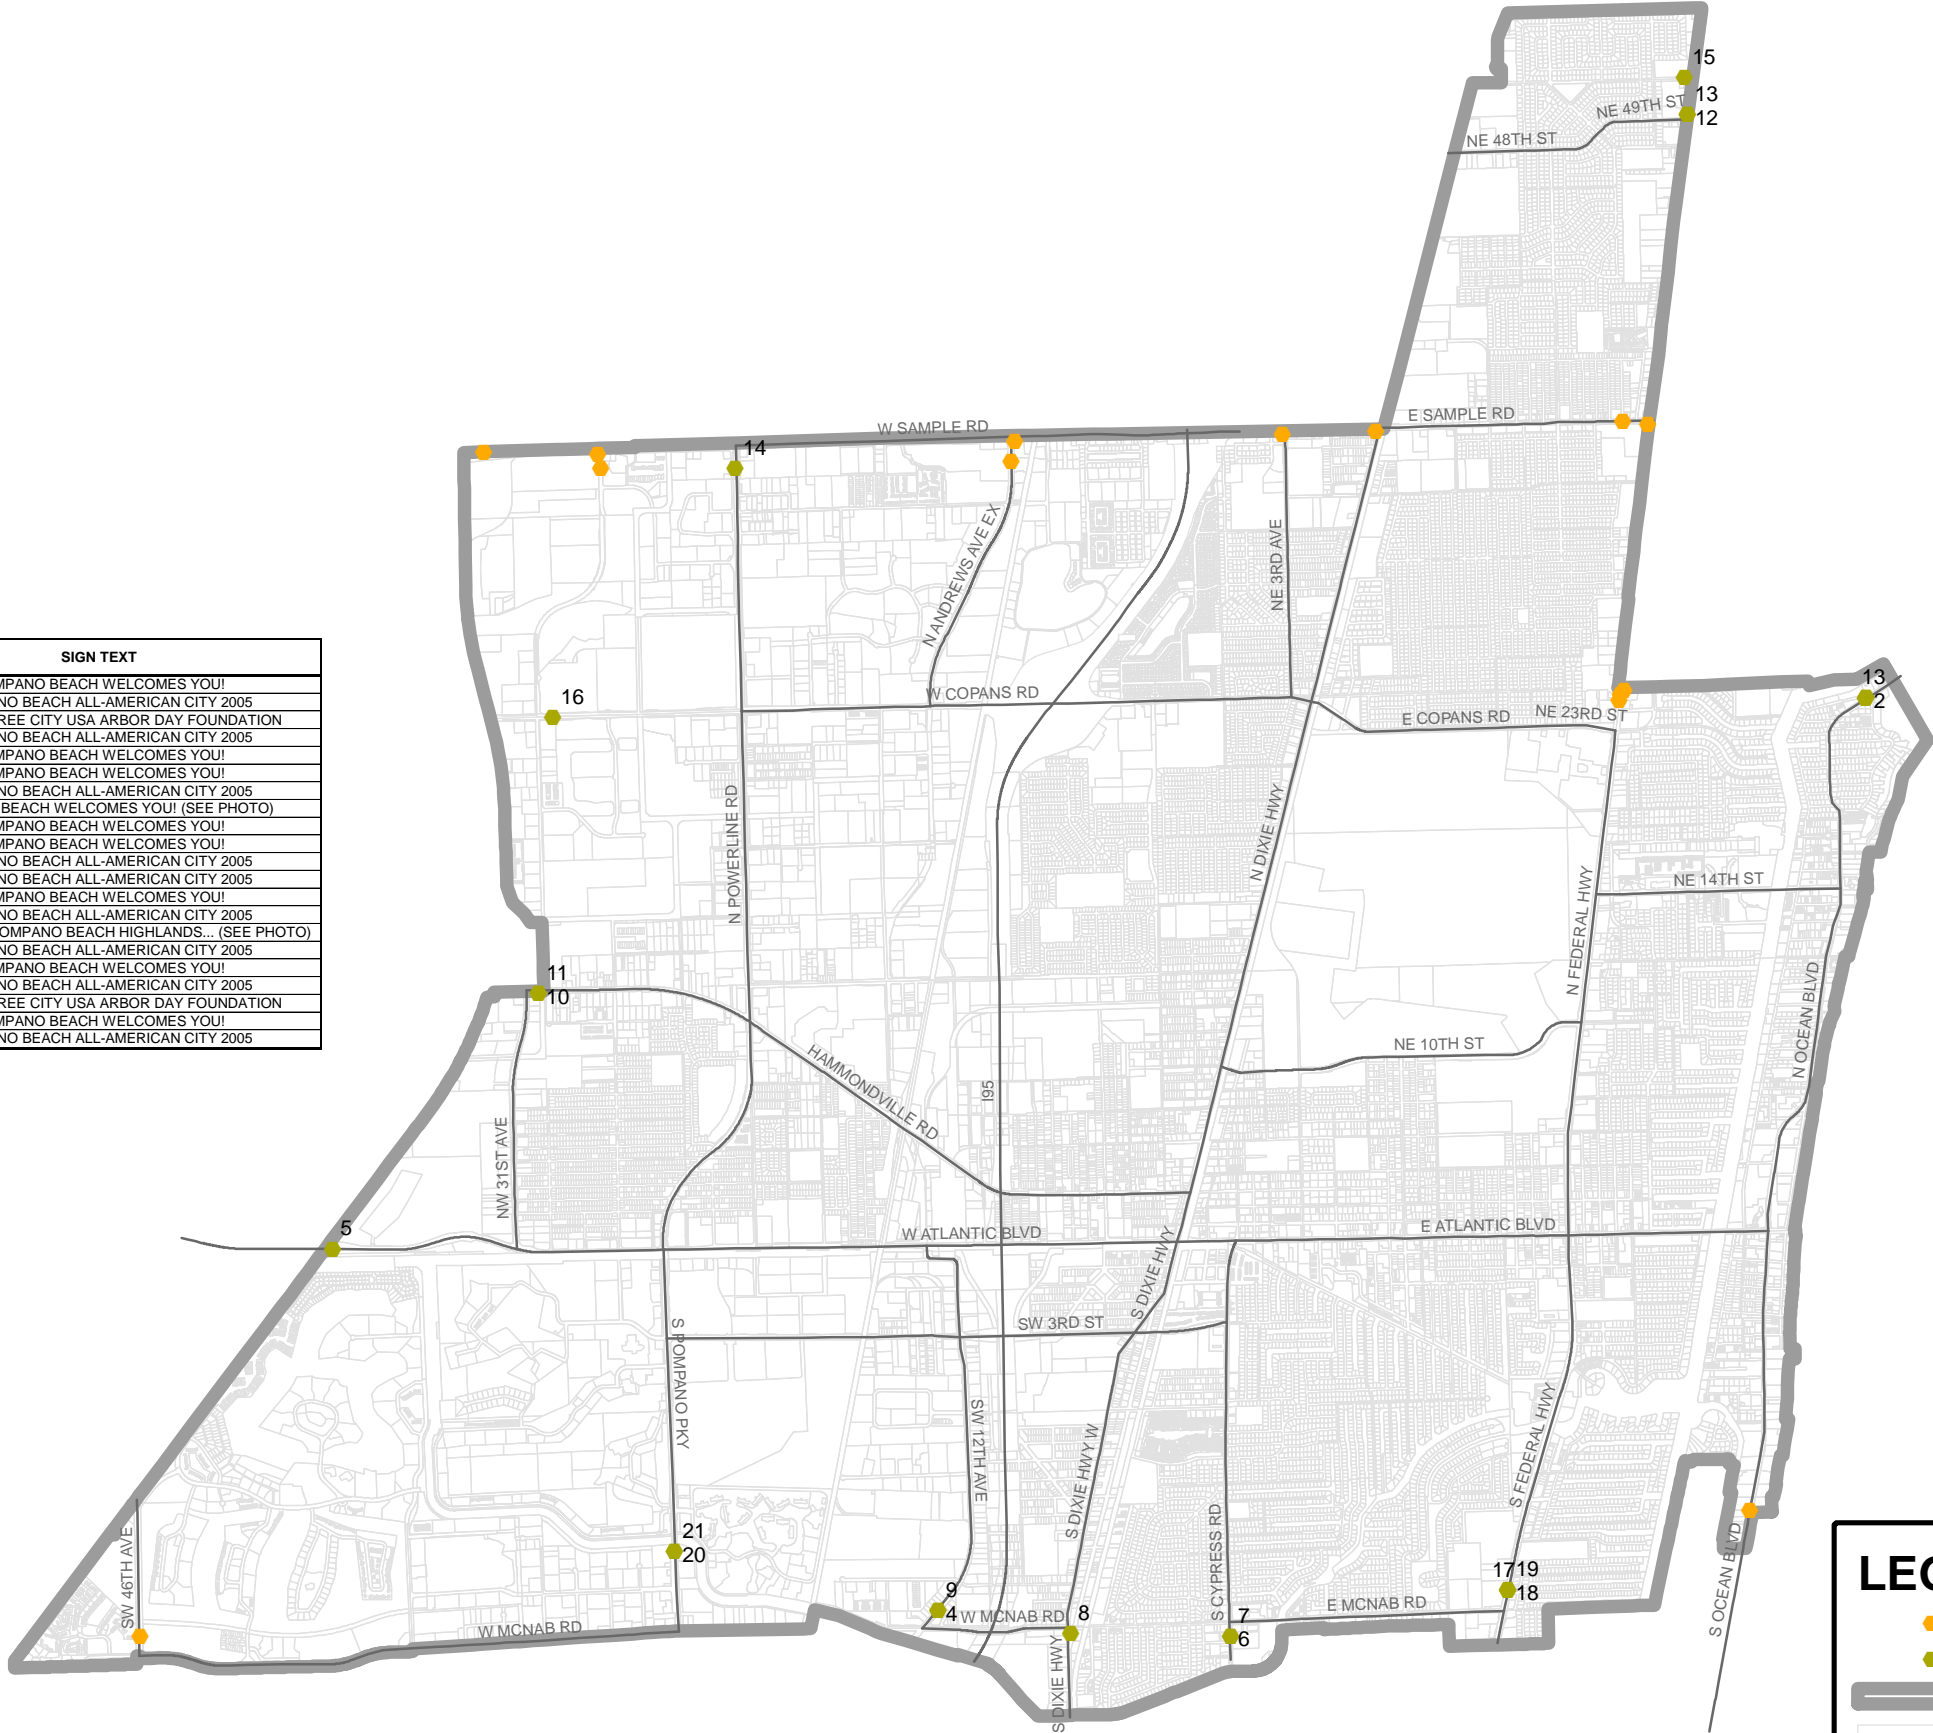 15
13
NE 49TH ST
12
NE 48TH ST
E SAMPLE RD
W SAMPLE RD
14
N ANDREWS AVE EX
NE 3RD AVE
SIGN TEXT
MPANO BEACH WELCOMES YOU!
NO BEACH ALL-AMERICAN CITY 2005
REE CITY USA ARBOR DAY FOUNDATION
NO BEACH ALL-AMERICAN CITY 2005
MPANO BEACH WELCOMES YOU!
MPANO BEACH WELCOMES YOU!
NO BEACH ALL-AMERICAN CITY 2005
BEACH WELCOMES YOU! (SEE PHOTO)
MPANO BEACH WELCOMES YOU!
MPANO BEACH WELCOMES YOU!
NO BEACH ALL-AMERICAN CITY 2005
NO BEACH ALL-AMERICAN CITY 2005
MPANO BEACH WELCOMES YOU!
NO BEACH ALL-AMERICAN CITY 2005
OMPANO BEACH HIGHLANDS... (SEE PHOTO)
NO BEACH ALL-AMERICAN CITY 2005
MPANO BEACH WELCOMES YOU!
NO BEACH ALL-AMERICAN CITY 2005
REE CITY USA ARBOR DAY FOUNDATION
MPANO BEACH WELCOMES YOU!
NO BEACH ALL-AMERICAN CITY 2005
16
W COPANS RD
E COPANS RD
NE 23RD ST
13
2
N POWERLINE RD
N DIXIE HWY
NE 14TH ST
N FEDERAL HWY
N OCEAN BLVD
11
10
HAMMONDVILLE RD
I95
NE 10TH ST
NW 31ST AVE
5
W ATLANTIC BLVD
E ATLANTIC BLVD
S DIXIE HWY
SW 3RD ST
S POMPANO PKY
SW 12TH AVE
S DIXIE HWY W
S FEDERAL HWY
S CYPRESS RD
SW 46TH AVE
21
20
9
4
W MCNAB RD
8
7
6
E MCNAB RD
1719
18
W MCNAB RD
S DIXIE HWY
S OCEAN BLVD
LEG